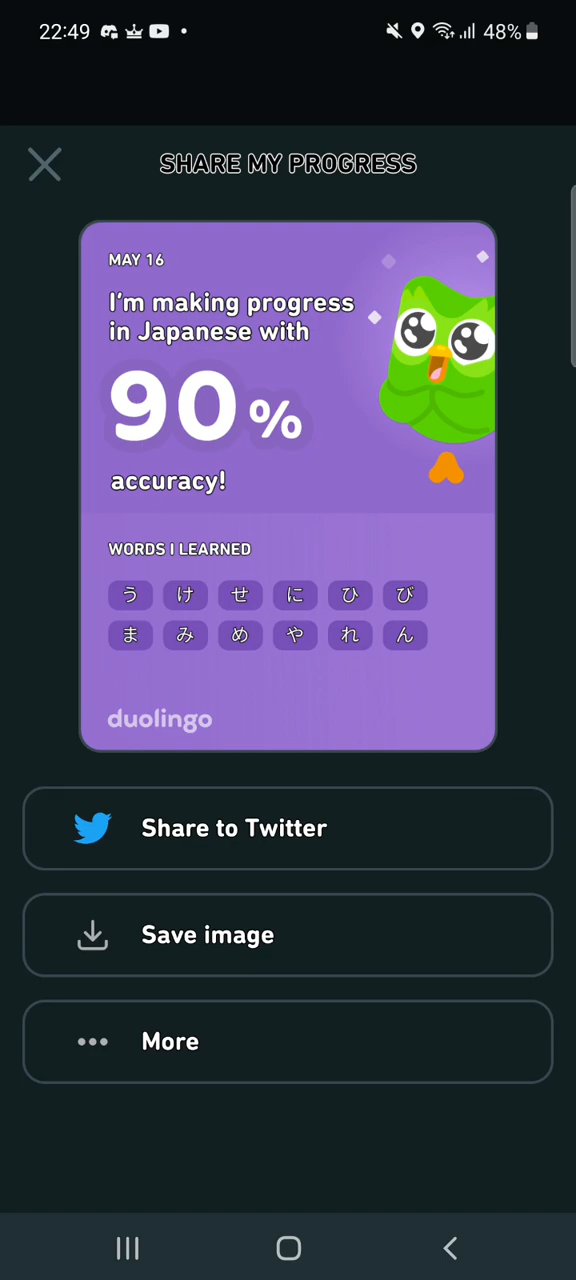 22:49 48%
SHARE MY PROGRESS
MAY 16
I'm making progress
in Japanese with
90%
accuracy!
WORDS I LEARNED
う け せ に ひ び
ま み め や れ ん
duolingo
Share to Twitter
Save image
More